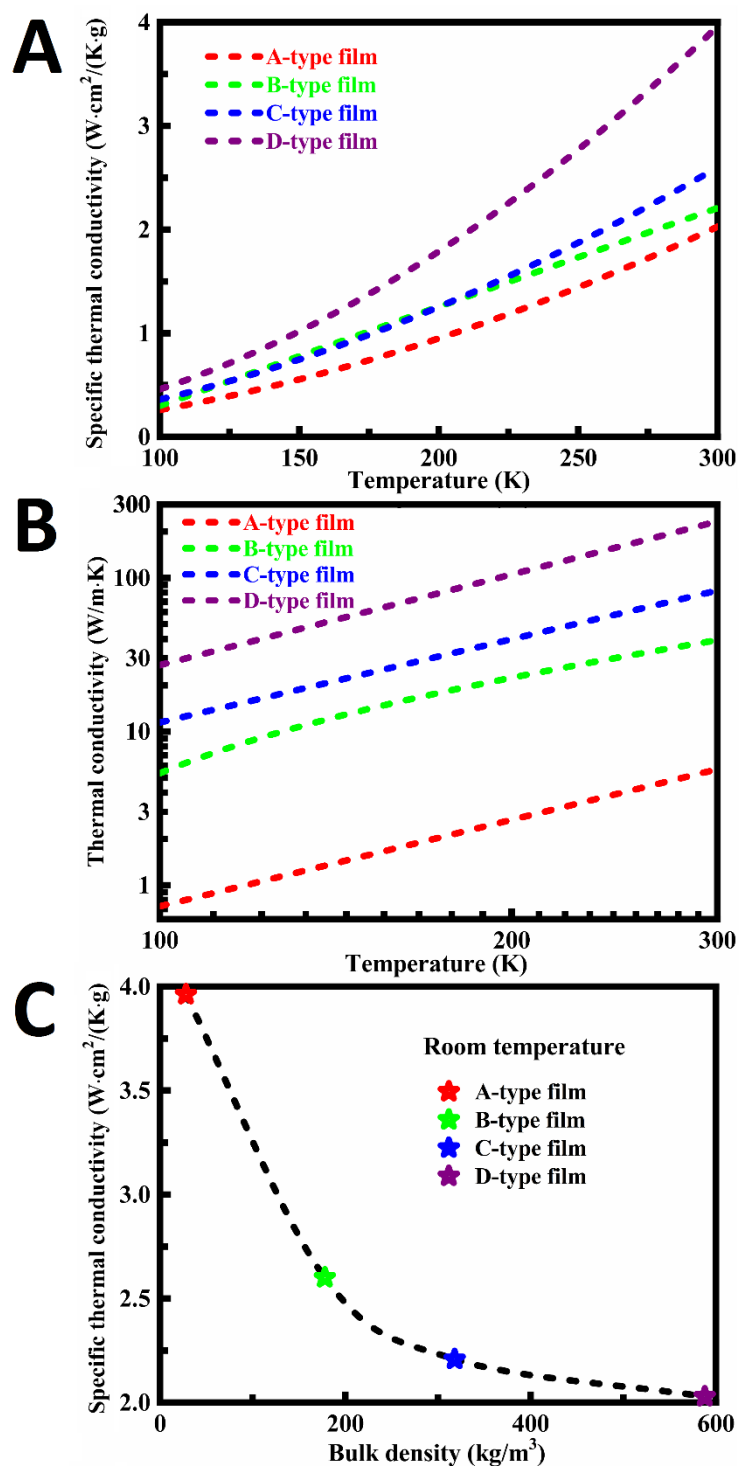 A
4
A-type film
B-type film
C-type film
D-type film
3
2
1
0
Specific thermal conductivity (W·cm²/(K·g)
100 150 200 250 300
Temperature (K)
B
300
A-type film
B-type film
C-type film
D-type film
100
30
10
3
1
Thermal conductivity (W/m·K)
100 200 300
Temperature (K)
C
4.0
Room temperature
3.5
A-type film
B-type film
3.0
C-type film
D-type film
2.5
2.0
Specific thermal conductivity (W·cm²/(K·g)
0 200 400 600
Bulk density (kg/m³)